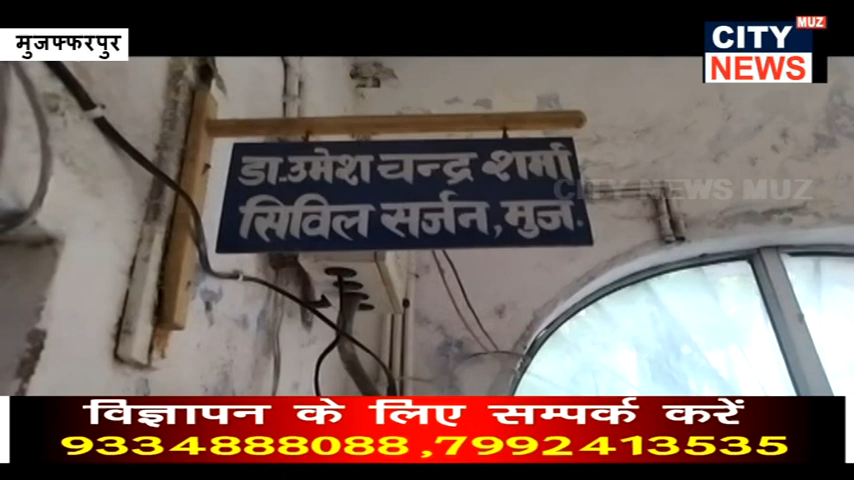 मुजफ्फरपुर
MUZ
CITY
NEWS
डा. उमेश चन्द्र शर्मा
सिविल सर्जन, मुज.
CITY NEWS MUZ
विज्ञापन के लिए सम्पर्क करें
9334888088 ,7992413535